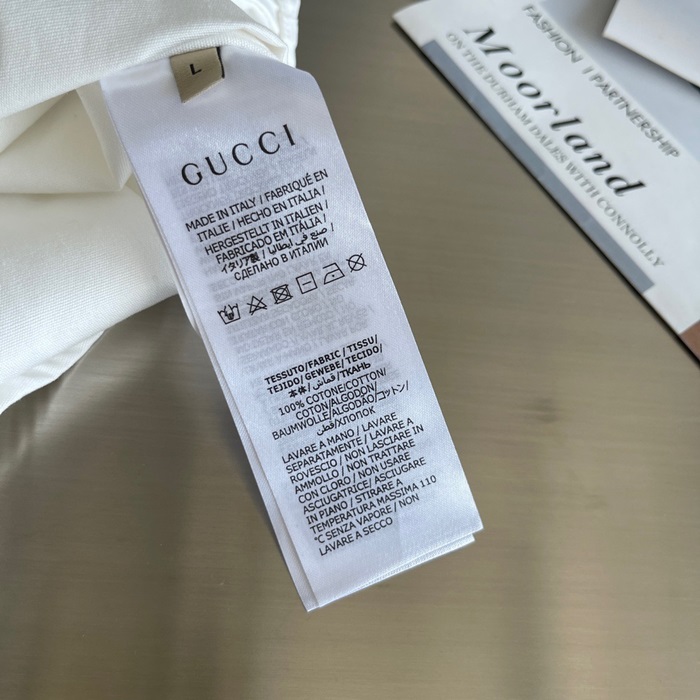 L
GUCCI
MADE IN ITALY / FABRIQUÉ EN
ITALIE / HECHO EN ITALIA /
HERGESTELLT IN ITALIEN /
FABRICADO EM ITÁLIA /
イタリア製 / صنع في ايطاليا /
СДЕЛАНО В ИТАЛИИ
TESSUTO/FABRIC / TISSU/
TEJIDO/ GEWEBE / TECIDO/
本体/ قماش /ТКАНЬ
100% COTONE/COTTON/
COTON/ALGODON/
BAUMWOLLE/ ALGODÃO/コットン/
قطن/ХЛОПОК
LAVARE A MANO / LAVARE
SEPARATAMENTE / LAVARE A
ROVESCIO / NON LASCIARE IN
AMMOLLO / NON TRATTARE
CON CLORO / NON USARE
ASCIUGATRICE/ ASCIUGARE
IN PIANO / STIRARE A
TEMPERATURA MASSIMA 110
°C SENZA VAPORE / NON
LAVARE A SECCO
FASHION | PARTNERSHIP
Moorland
ON THE DURHAM DALES WITH CONNOLLY